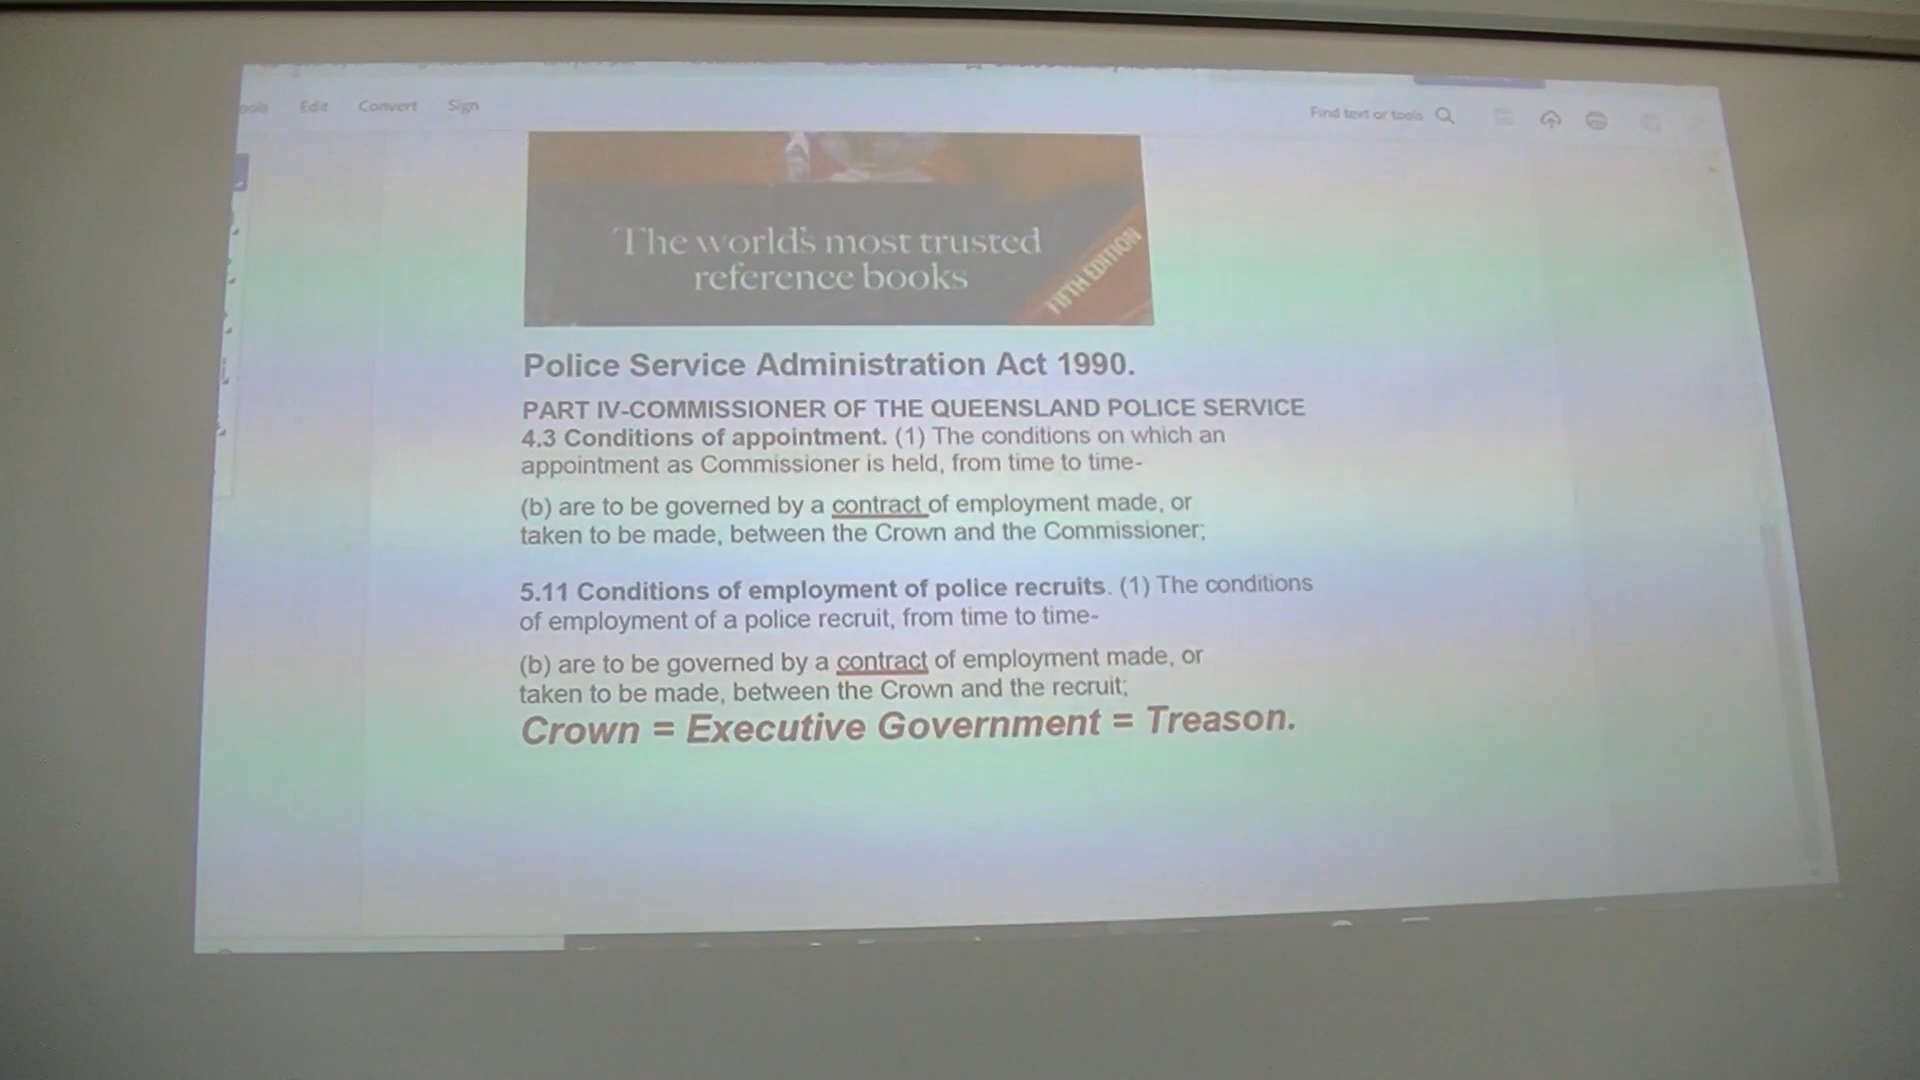 Edit Convert Sign
Find text or tools
The world's most trusted
reference books
FIFTH EDITION
Police Service Administration Act 1990.
PART IV-COMMISSIONER OF THE QUEENSLAND POLICE SERVICE
4.3 Conditions of appointment. (1) The conditions on which an
appointment as Commissioner is held, from time to time-
(b) are to be governed by a contract of employment made, or
taken to be made, between the Crown and the Commissioner;
5.11 Conditions of employment of police recruits. (1) The conditions
of employment of a police recruit, from time to time-
(b) are to be governed by a contract of employment made, or
taken to be made, between the Crown and the recruit;
Crown = Executive Government = Treason.